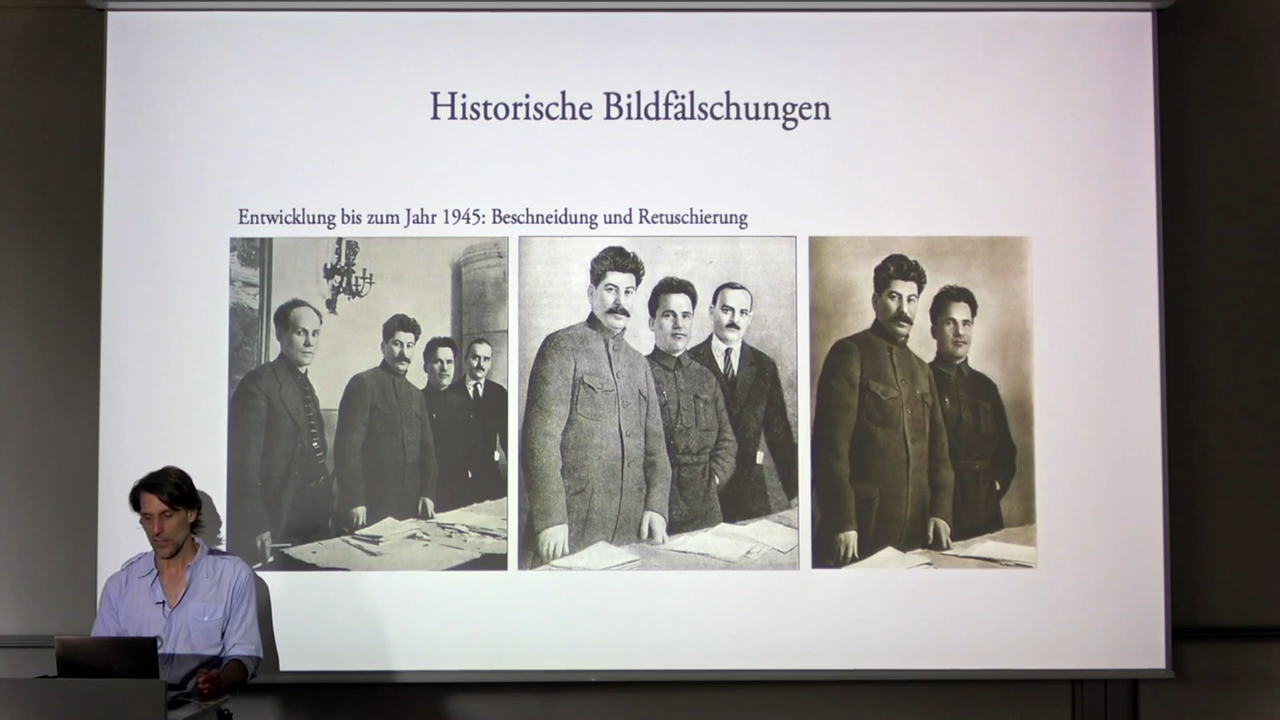 Historische Bildfälschungen
Entwicklung bis zum Jahr 1945: Beschneidung und Retuschierung